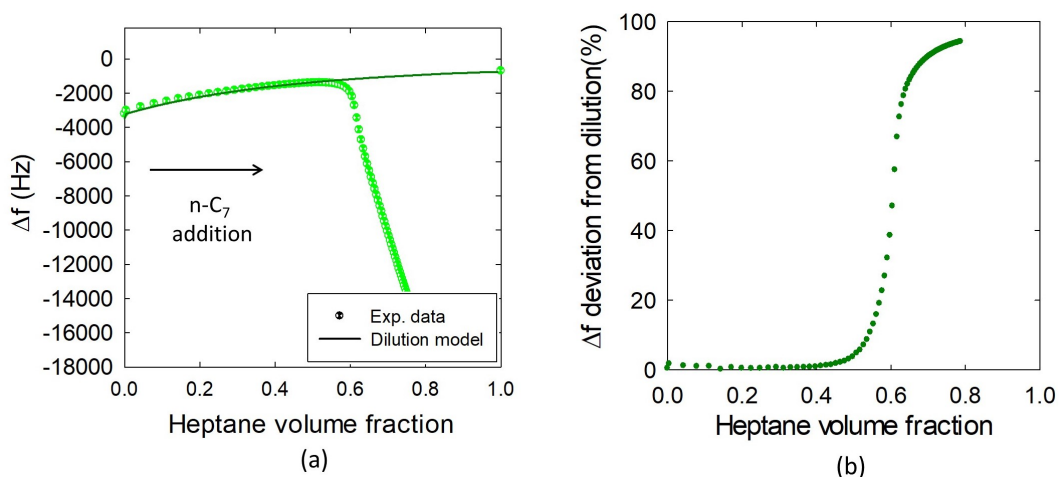 0
-2000
-4000
-6000
-8000
-10000
-12000
-14000
-16000
-18000
Δf (Hz)
n-C₇
addition
Exp. data
Dilution model
0.0 0.2 0.4 0.6 0.8 1.0
Heptane volume fraction
(a)
100
80
60
40
20
0
Δf deviation from dilution(%)
0.0 0.2 0.4 0.6 0.8 1.0
Heptane volume fraction
(b)